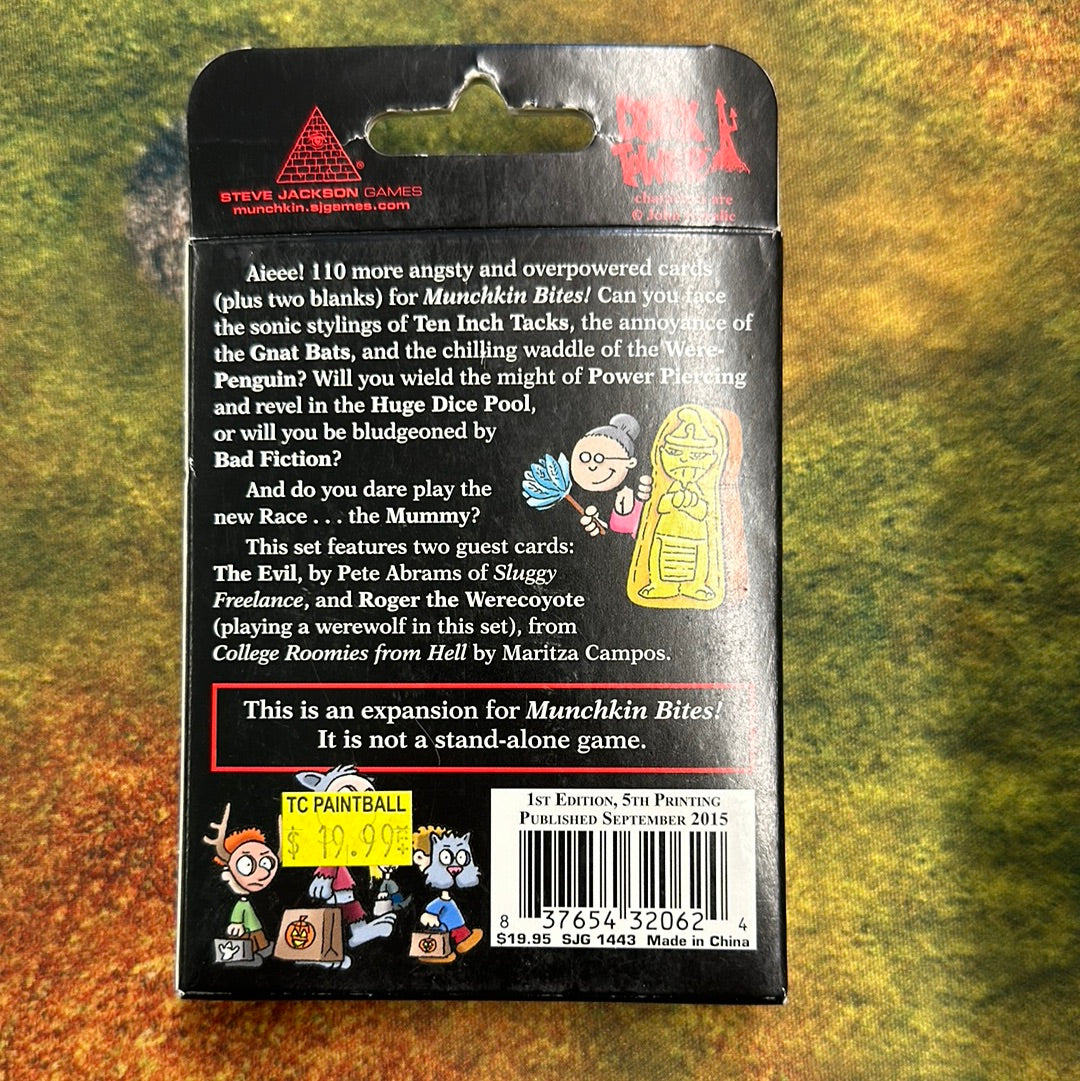 STEVE JACKSON GAMES
munchkin.sjgames.com
DORK
TOWER
characters are
© John
Aieee! 110 more angsty and overpowered cards
(plus two blanks) for Munchkin Bites! Can you face
the sonic stylings of Ten Inch Tacks, the annoyance of
the Gnat Bats, and the chilling waddle of the Were-
Penguin? Will you wield the might of Power Piercing
and revel in the Huge Dice Pool,
or will you be bludgeoned by
Bad Fiction?
And do you dare play the
new Race . . . the Mummy?
This set features two guest cards:
The Evil, by Pete Abrams of Sluggy
Freelance, and Roger the Werecoyote
(playing a werewolf in this set), from
College Roomies from Hell by Maritza Campos.
This is an expansion for Munchkin Bites!
It is not a stand-alone game.
TC PAINTBALL
$ 19.99
1ST EDITION, 5TH PRINTING
PUBLISHED SEPTEMBER 2015
8 37654 32062 4
$19.95 SJG 1443 Made in China